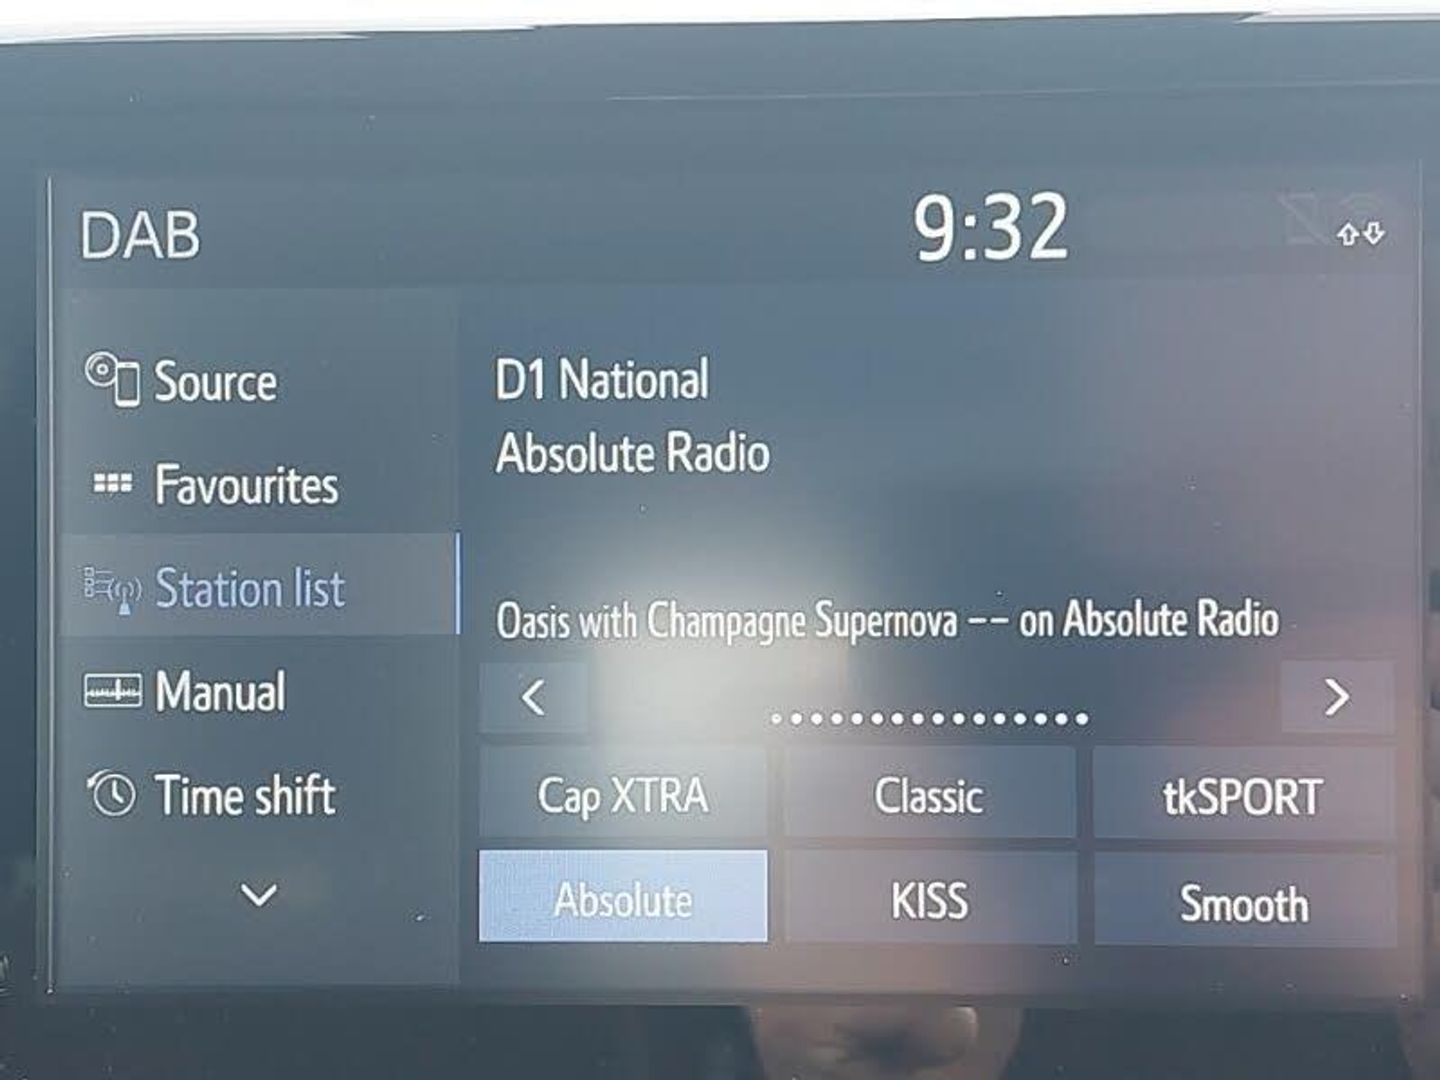 DAB
9:32
Source
Favourites
Station list
Manual
Time shift
D1 National
Absolute Radio
Oasis with Champagne Supernova -- on Absolute Radio
Cap XTRA
Classic
tkSPORT
Absolute
KISS
Smooth